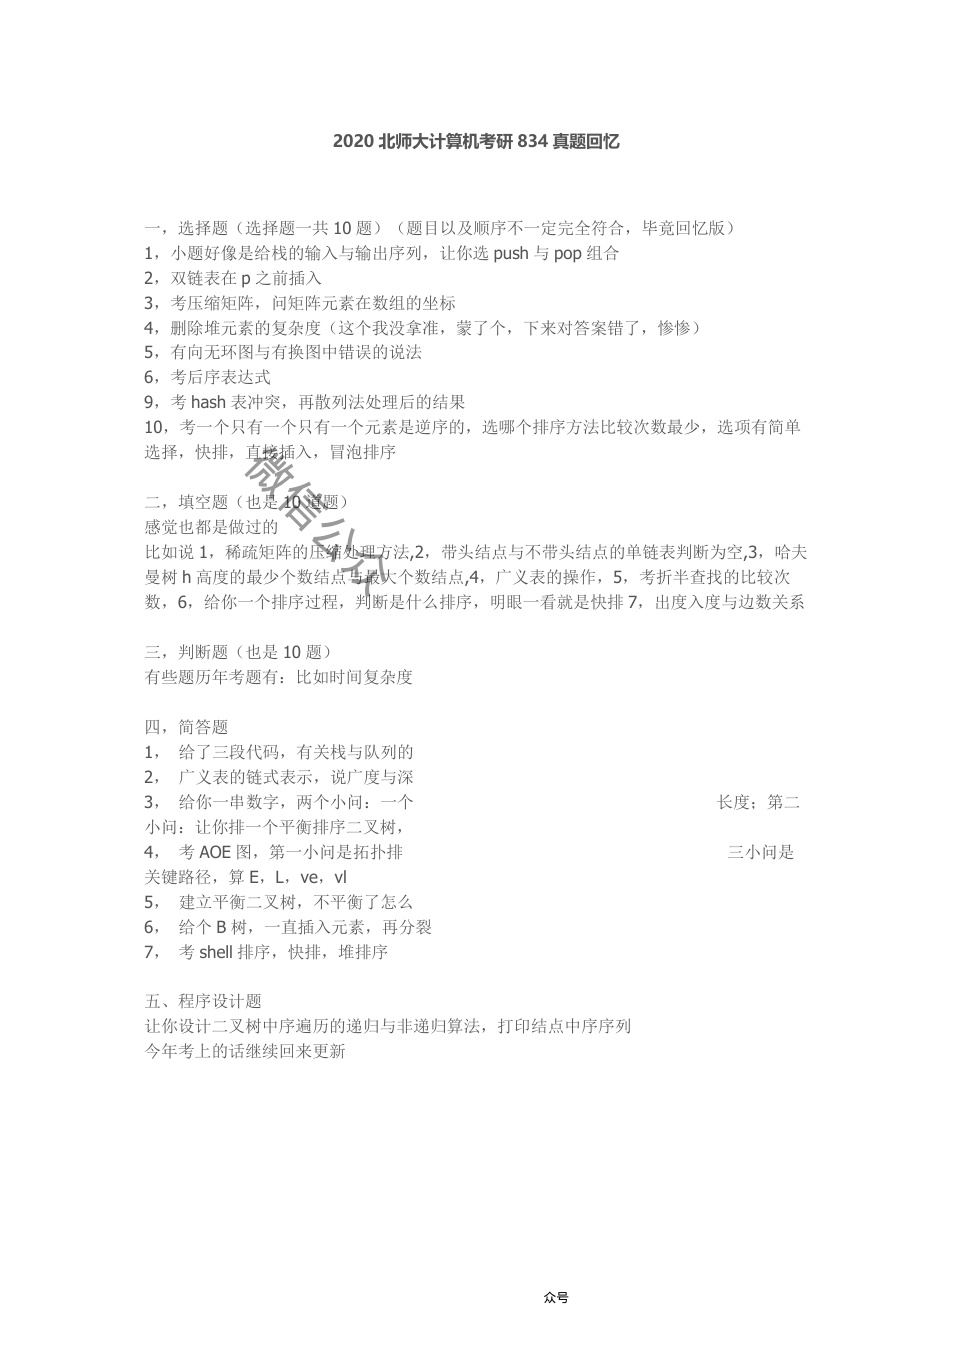 2020 北师大计算机考研 834 真题回忆
一，选择题（选择题一共 10 题）（题目以及顺序不一定完全符合，毕竟回忆版）
1，小题好像是给栈的输入与输出序列，让你选 push 与 pop 组合
2，双链表在 p 之前插入
3，考压缩矩阵，问矩阵元素在数组的坐标
4，删除堆元素的复杂度（这个我没拿准，蒙了个，下来对答案错了，惨惨）
5，有向无环图与有换图中错误的说法
6，考后序表达式
9，考 hash 表冲突，再散列法处理后的结果
10，考一个只有一个只有一个元素是逆序的，选哪个排序方法比较次数最少，选项有简单
选择，快排，直接插入，冒泡排序
二，填空题（也是 10 道题）
感觉也都是做过的
比如说 1，稀疏矩阵的压缩处理方法,2，带头结点与不带头结点的单链表判断为空,3，哈夫
曼树 h 高度的最少个数结点与最大个数结点,4，广义表的操作，5，考折半查找的比较次
数，6，给你一个排序过程，判断是什么排序，明眼一看就是快排 7，出度入度与边数关系
三，判断题（也是 10 题）
有些题历年考题有：比如时间复杂度
四，简答题
1， 给了三段代码，有关栈与队列的
2， 广义表的链式表示，说广度与深
3， 给你一串数字，两个小问：一个 长度；第二
小问：让你排一个平衡排序二叉树，
4， 考 AOE 图，第一小问是拓扑排 三小问是
关键路径，算 E，L，ve，vl
5， 建立平衡二叉树，不平衡了怎么
6， 给个 B 树，一直插入元素，再分裂
7， 考 shell 排序，快排，堆排序
五、程序设计题
让你设计二叉树中序遍历的递归与非递归算法，打印结点中序序列
今年考上的话继续回来更新
微信公众
众号